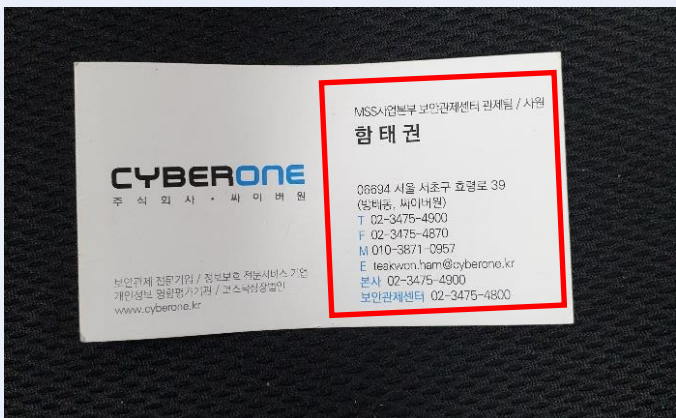 CYBERONE
주 식 회 사 · 싸 이 버 원
보안관제 전문기업 / 정보보호 전문서비스 기업
개인정보 영향평가기관 / 코스닥상장법인
www.cyberone.kr
MSS사업본부 보안관제센터 관제팀 / 사원
함 태 권
06694 서울 서초구 효령로 39
(방배동, 싸이버원)
T 02-3475-4900
F 02-3475-4870
M 010-3871-0957
E teakwon.ham@cyberone.kr
본사 02-3475-4900
보안관제센터 02-3475-4800